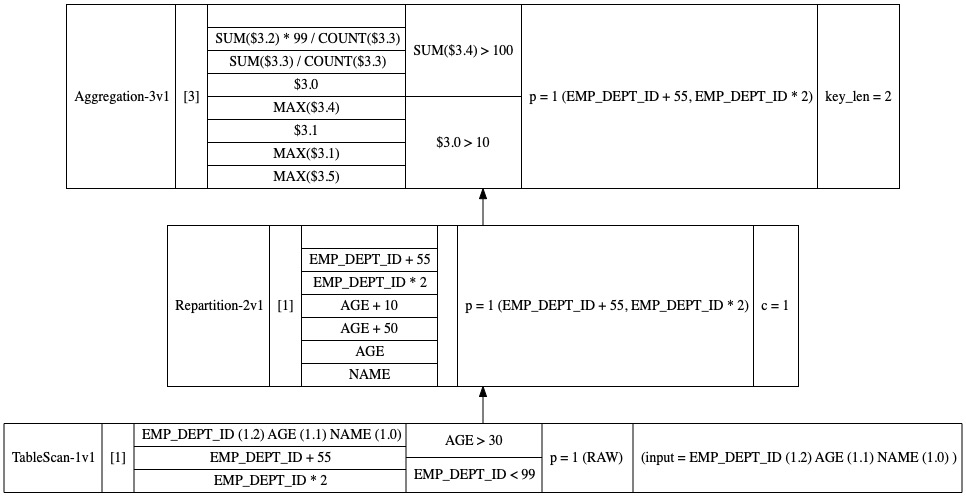 Aggregation-3v1
[3]
SUM($3.2) * 99 / COUNT($3.3)
SUM($3.3) / COUNT($3.3)
$3.0
MAX($3.4)
$3.1
MAX($3.1)
MAX($3.5)
SUM($3.4) > 100
$3.0 > 10
p = 1 (EMP_DEPT_ID + 55, EMP_DEPT_ID * 2)
key_len = 2
Repartition-2v1
[1]
EMP_DEPT_ID + 55
EMP_DEPT_ID * 2
AGE + 10
AGE + 50
AGE
NAME
p = 1 (EMP_DEPT_ID + 55, EMP_DEPT_ID * 2)
c = 1
TableScan-1v1
[1]
EMP_DEPT_ID (1.2) AGE (1.1) NAME (1.0)
EMP_DEPT_ID + 55
EMP_DEPT_ID * 2
AGE > 30
EMP_DEPT_ID < 99
p = 1 (RAW)
(input = EMP_DEPT_ID (1.2) AGE (1.1) NAME (1.0) )